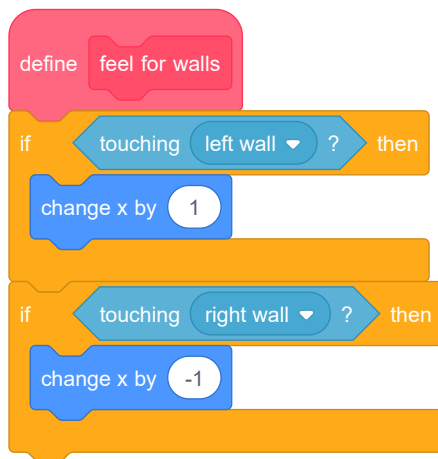 define feel for walls
if touching left wall ? then
change x by 1
if touching right wall ? then
change x by -1